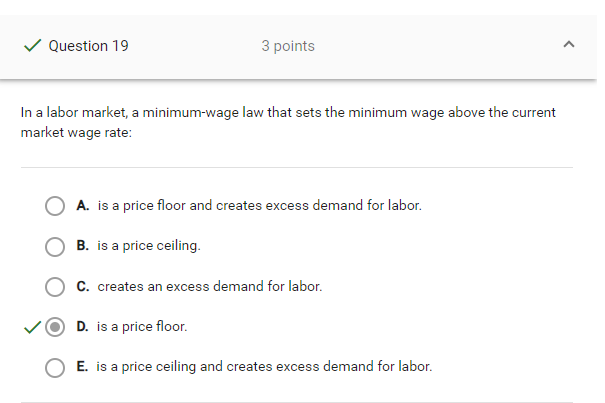 Question 19 3 points
In a labor market, a minimum-wage law that sets the minimum wage above the current
market wage rate:
A. is a price floor and creates excess demand for labor.
B. is a price ceiling.
C. creates an excess demand for labor.
D. is a price floor.
E. is a price ceiling and creates excess demand for labor.